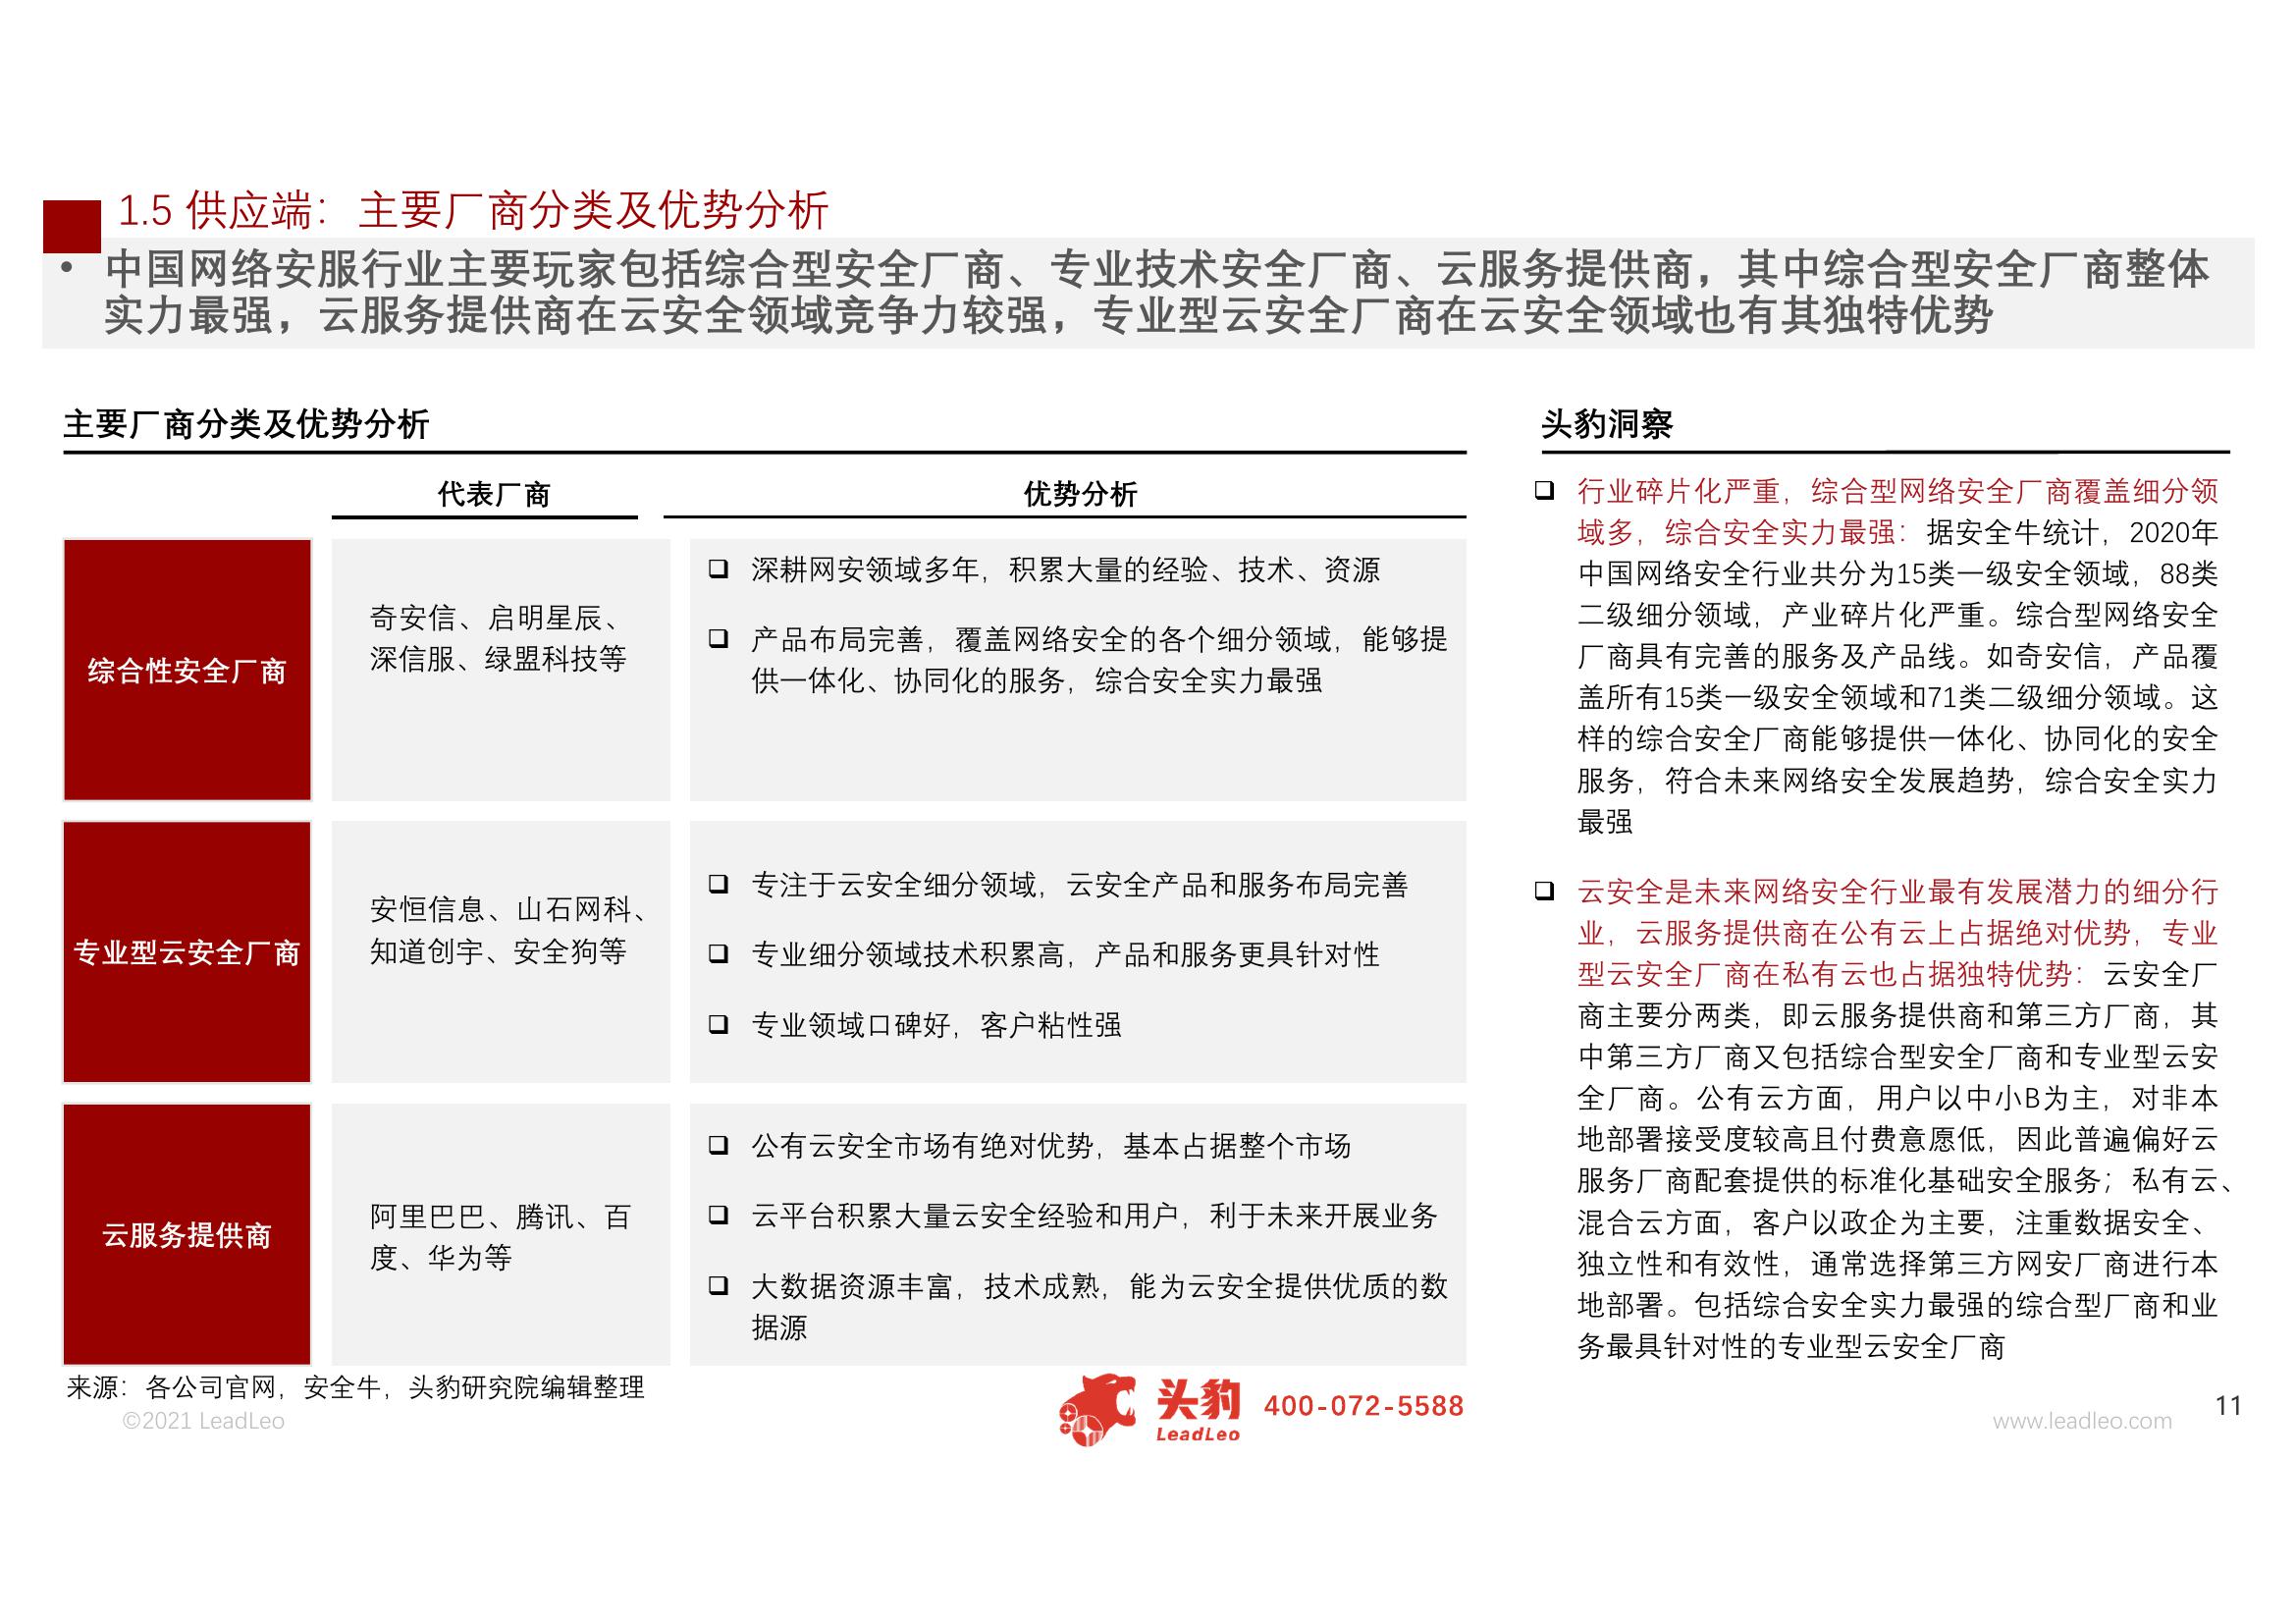 1.5 供应端：主要厂商分类及优势分析
• 中国网络安服行业主要玩家包括综合型安全厂商、专业技术安全厂商、云服务提供商，其中综合型安全厂商整体
实力最强，云服务提供商在云安全领域竞争力较强，专业型云安全厂商在云安全领域也有其独特优势
主要厂商分类及优势分析
代表厂商
优势分析
综合性安全厂商
奇安信、启明星辰、
深信服、绿盟科技等
❑ 深耕网安领域多年，积累大量的经验、技术、资源
❑ 产品布局完善，覆盖网络安全的各个细分领域，能够提
供一体化、协同化的服务，综合安全实力最强
专业型云安全厂商
安恒信息、山石网科、
知道创宇、安全狗等
❑ 专注于云安全细分领域，云安全产品和服务布局完善
❑ 专业细分领域技术积累高，产品和服务更具针对性
❑ 专业领域口碑好，客户粘性强
云服务提供商
阿里巴巴、腾讯、百
度、华为等
❑ 公有云安全市场有绝对优势，基本占据整个市场
❑ 云平台积累大量云安全经验和用户，利于未来开展业务
❑ 大数据资源丰富，技术成熟，能为云安全提供优质的数
据源
头豹洞察
❑ 行业碎片化严重，综合型网络安全厂商覆盖细分领
域多，综合安全实力最强：据安全牛统计，2020年
中国网络安全行业共分为15类一级安全领域，88类
二级细分领域，产业碎片化严重。综合型网络安全
厂商具有完善的服务及产品线。如奇安信，产品覆
盖所有15类一级安全领域和71类二级细分领域。这
样的综合安全厂商能够提供一体化、协同化的安全
服务，符合未来网络安全发展趋势，综合安全实力
最强
❑ 云安全是未来网络安全行业最有发展潜力的细分行
业，云服务提供商在公有云上占据绝对优势，专业
型云安全厂商在私有云也占据独特优势：云安全厂
商主要分两类，即云服务提供商和第三方厂商，其
中第三方厂商又包括综合型安全厂商和专业型云安
全厂商。公有云方面，用户以中小B为主，对非本
地部署接受度较高且付费意愿低，因此普遍偏好云
服务厂商配套提供的标准化基础安全服务；私有云、
混合云方面，客户以政企为主要，注重数据安全、
独立性和有效性，通常选择第三方网安厂商进行本
地部署。包括综合安全实力最强的综合型厂商和业
务最具针对性的专业型云安全厂商
来源：各公司官网，安全牛，头豹研究院编辑整理
©2021 LeadLeo
头豹
LeadLeo
400-072-5588
www.leadleo.com
11